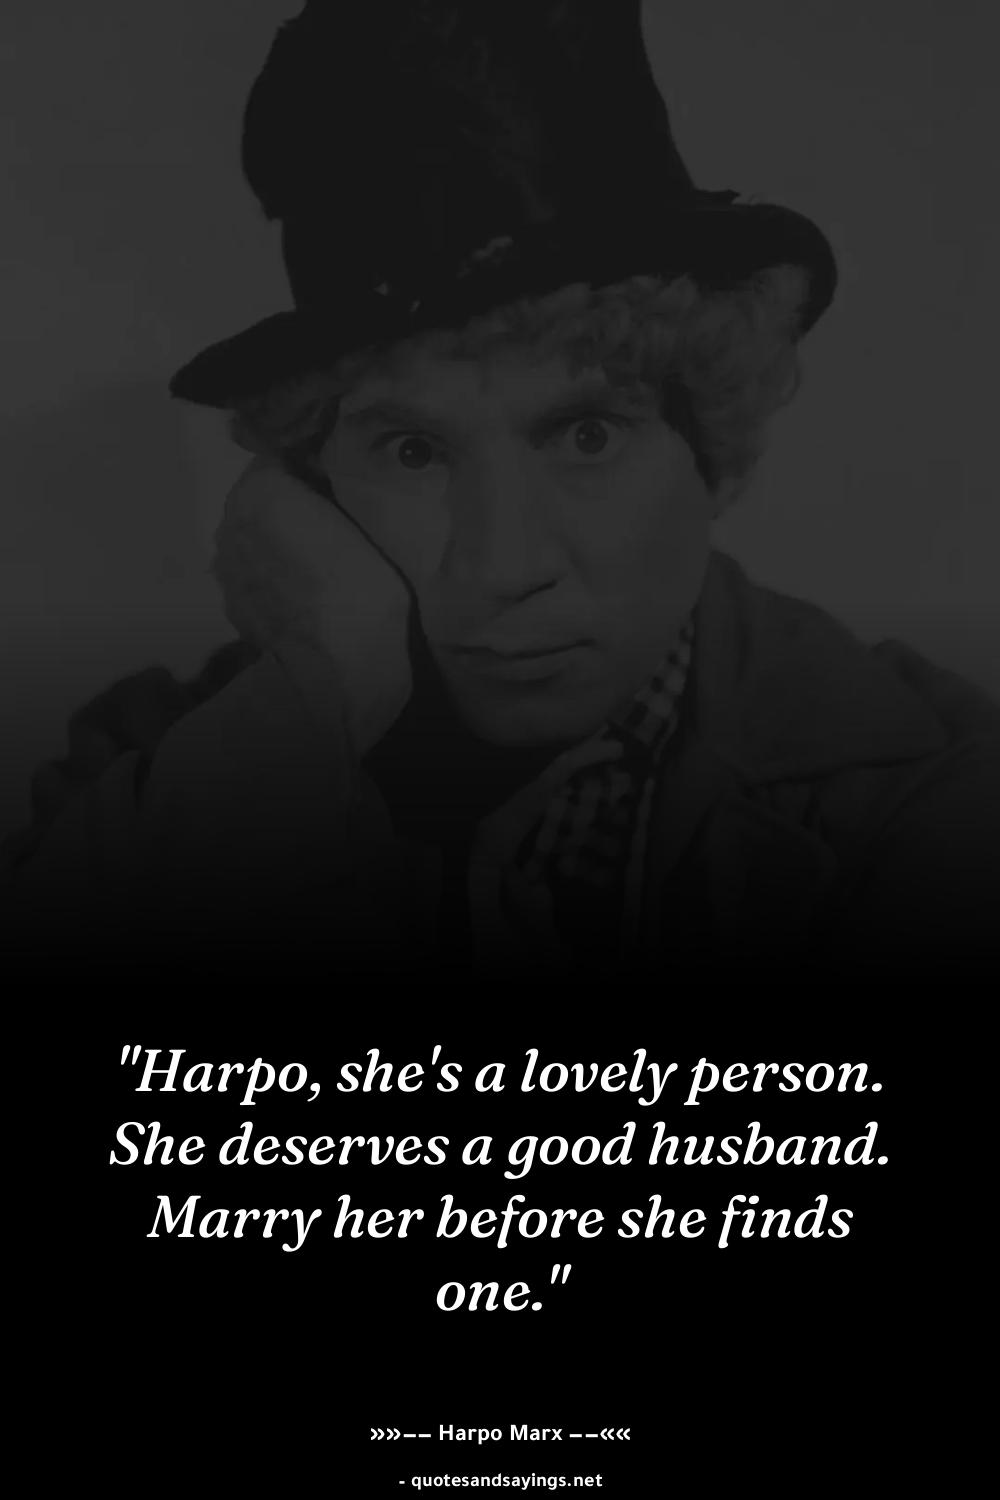 "Harpo, she's a lovely person.
She deserves a good husband.
Marry her before she finds
one."
»»–– Harpo Marx ––««
- quotesandsayings.net